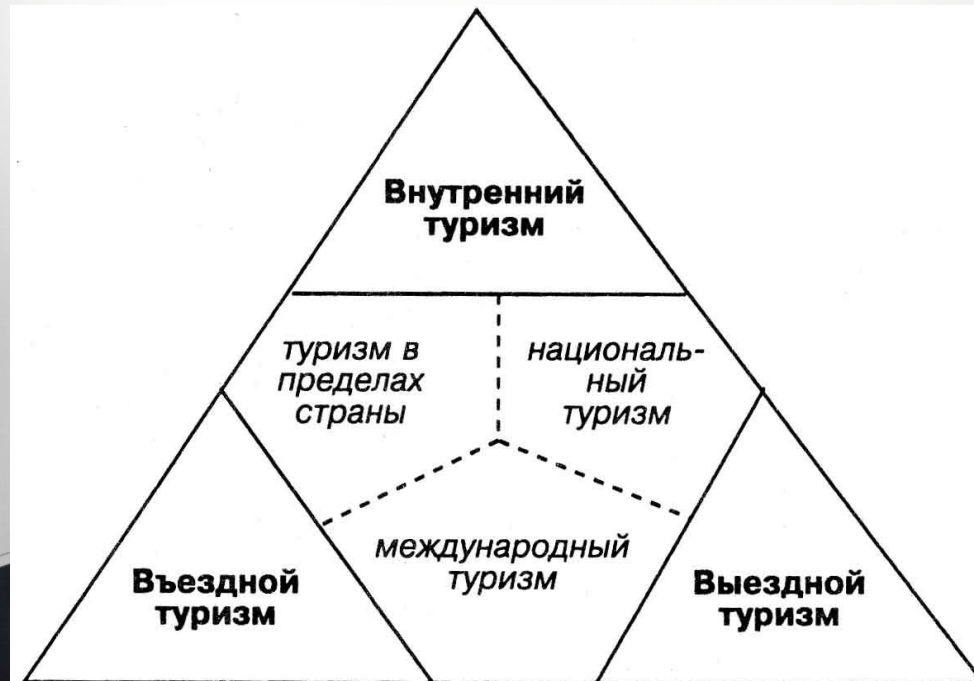 Внутренний
туризм
туризм в
пределах
страны
националь-
ный
туризм
международный
туризм
Въездной
туризм
Выездной
туризм